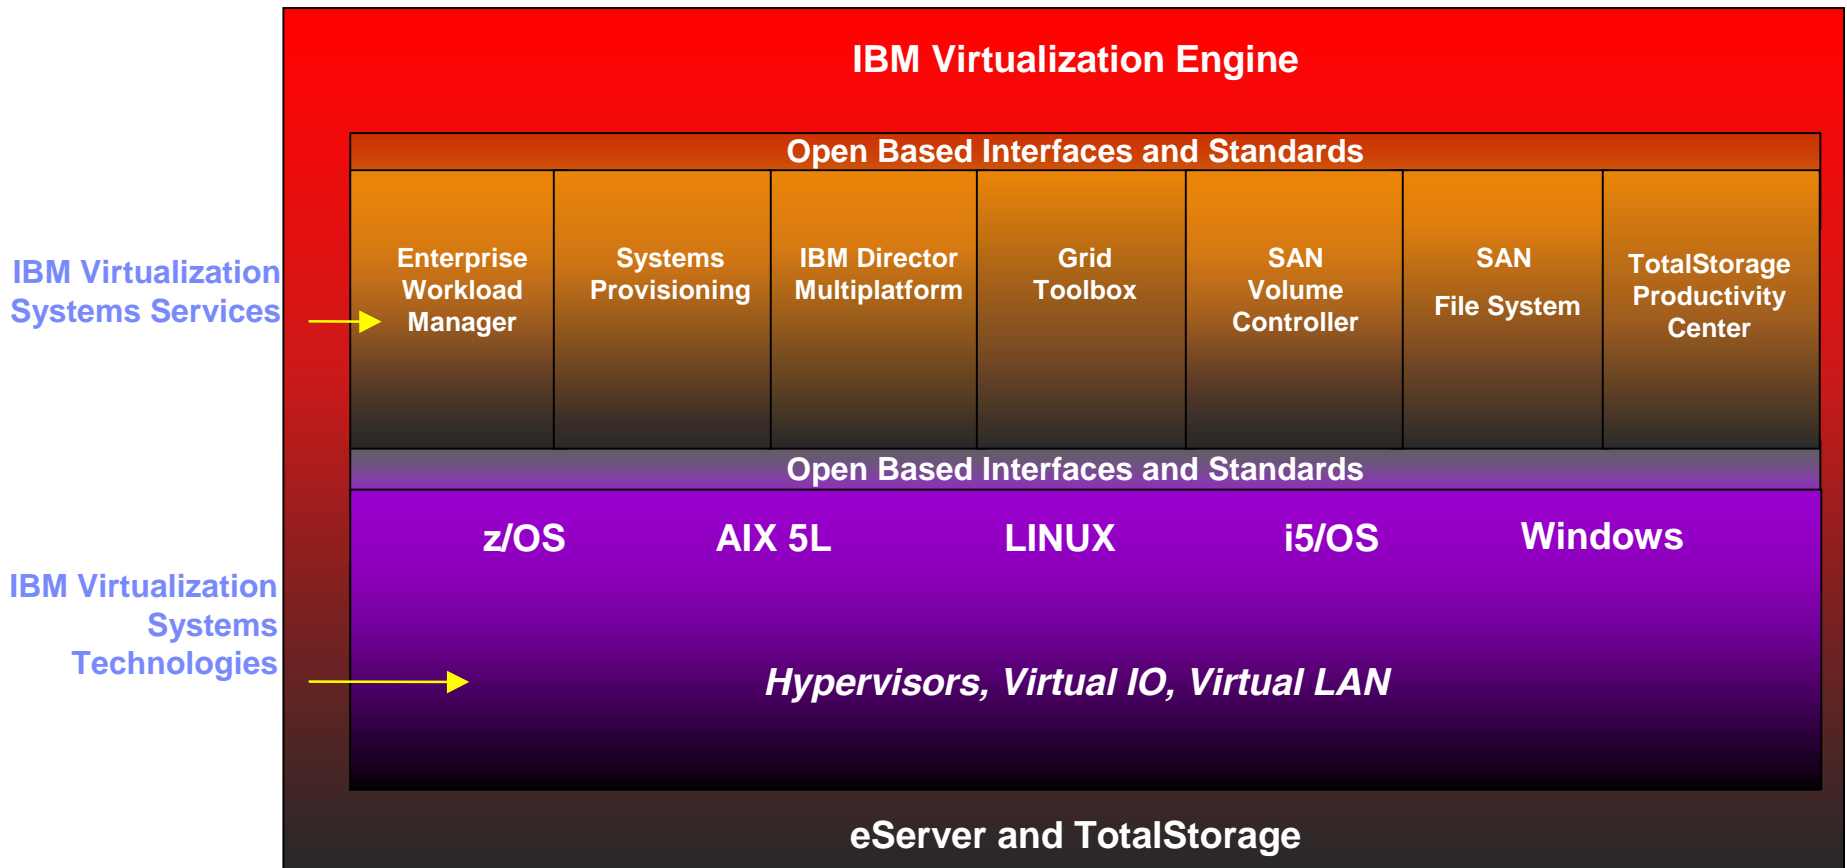 IBM Virtualization Engine
Open Based Interfaces and Standards
IBM Virtualization
Systems Services
Enterprise
Workload
Manager
Systems
Provisioning
IBM Director
Multiplatform
Grid
Toolbox
SAN
Volume
Controller
SAN
File System
TotalStorage
Productivity
Center
Open Based Interfaces and Standards
z/OS
AIX 5L
LINUX
i5/OS
Windows
IBM Virtualization
Systems
Technologies
Hypervisors, Virtual IO, Virtual LAN
eServer and TotalStorage